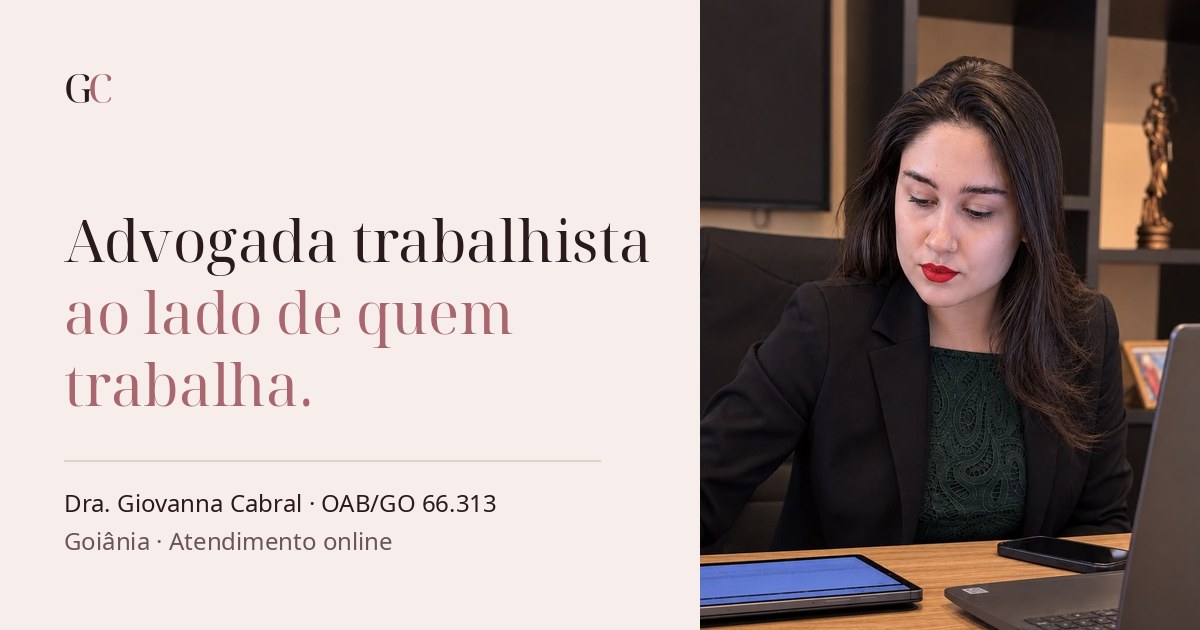 GC
Advogada trabalhista
ao lado de quem
trabalha.
Dra. Giovanna Cabral · OAB/GO 66.313
Goiânia · Atendimento online